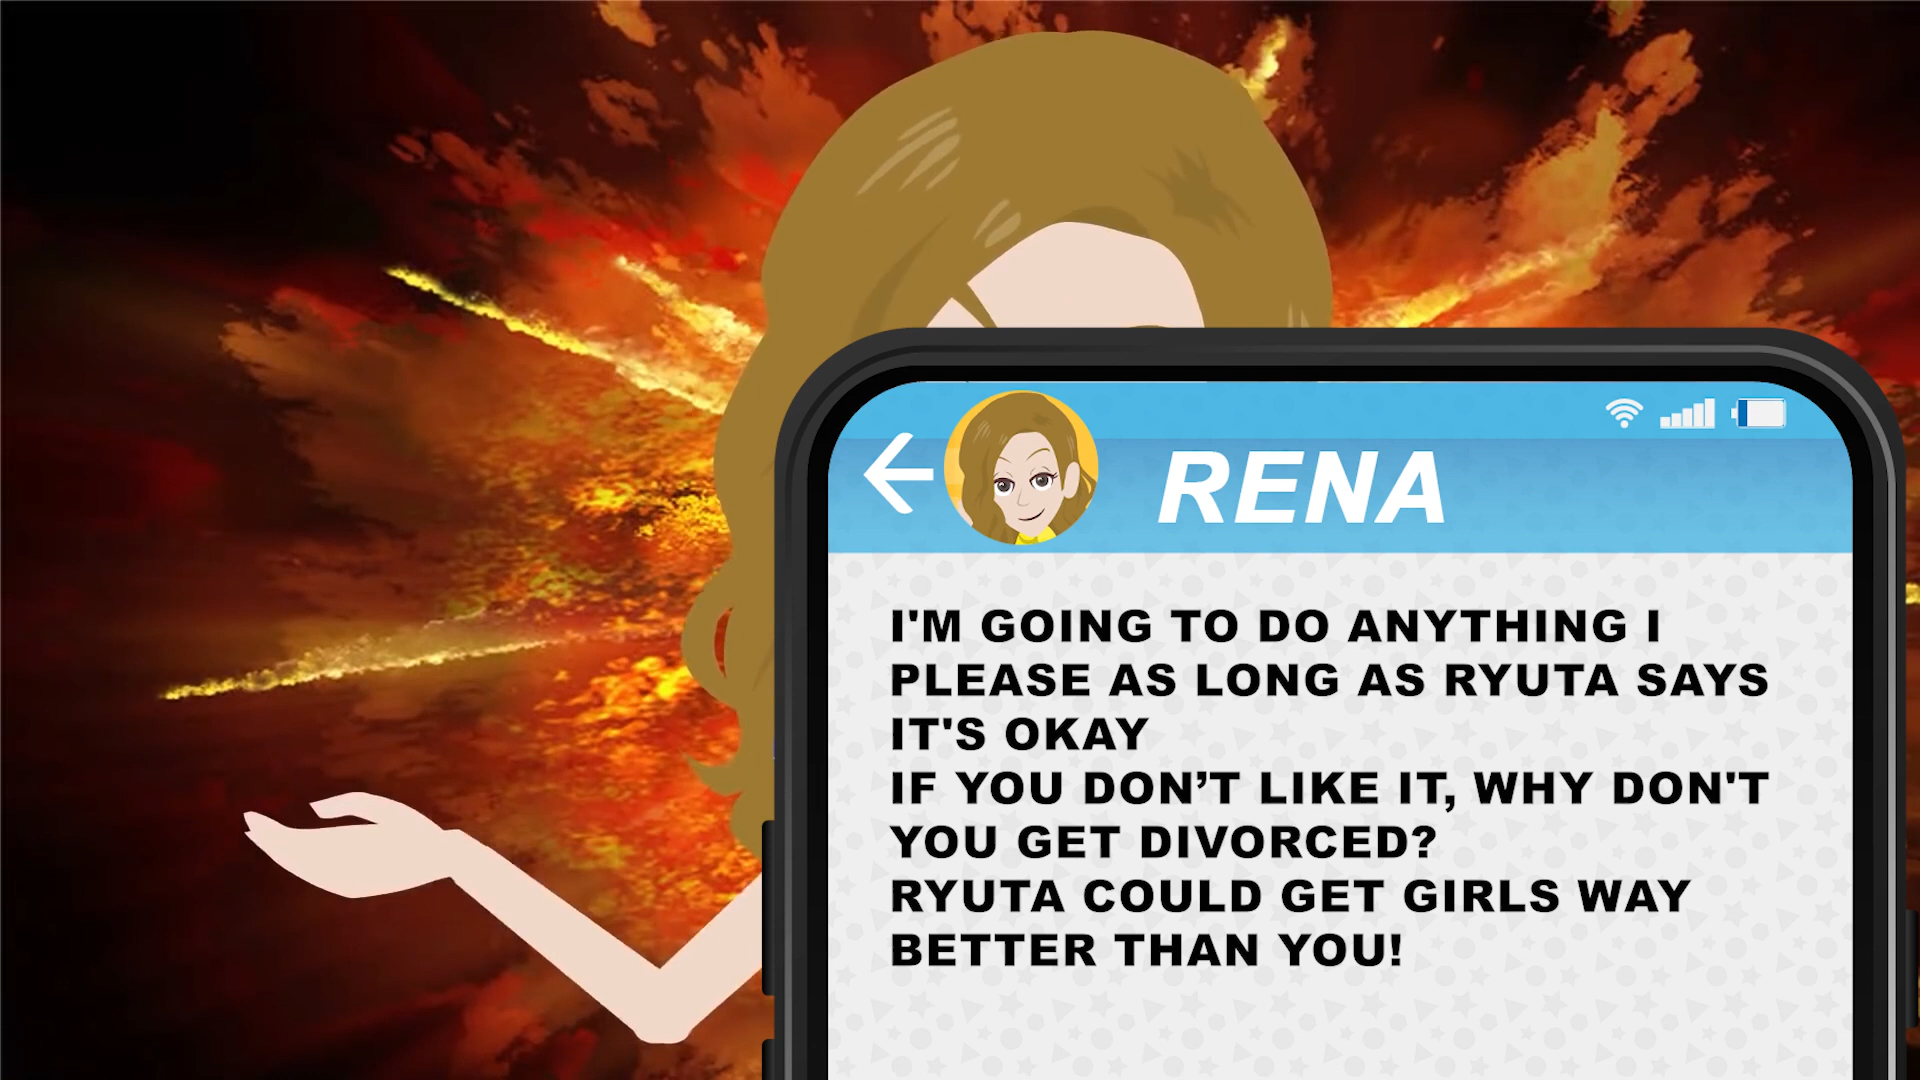 RENA
I'M GOING TO DO ANYTHING I
PLEASE AS LONG AS RYUTA SAYS
IT'S OKAY
IF YOU DON’T LIKE IT, WHY DON'T
YOU GET DIVORCED?
RYUTA COULD GET GIRLS WAY
BETTER THAN YOU!